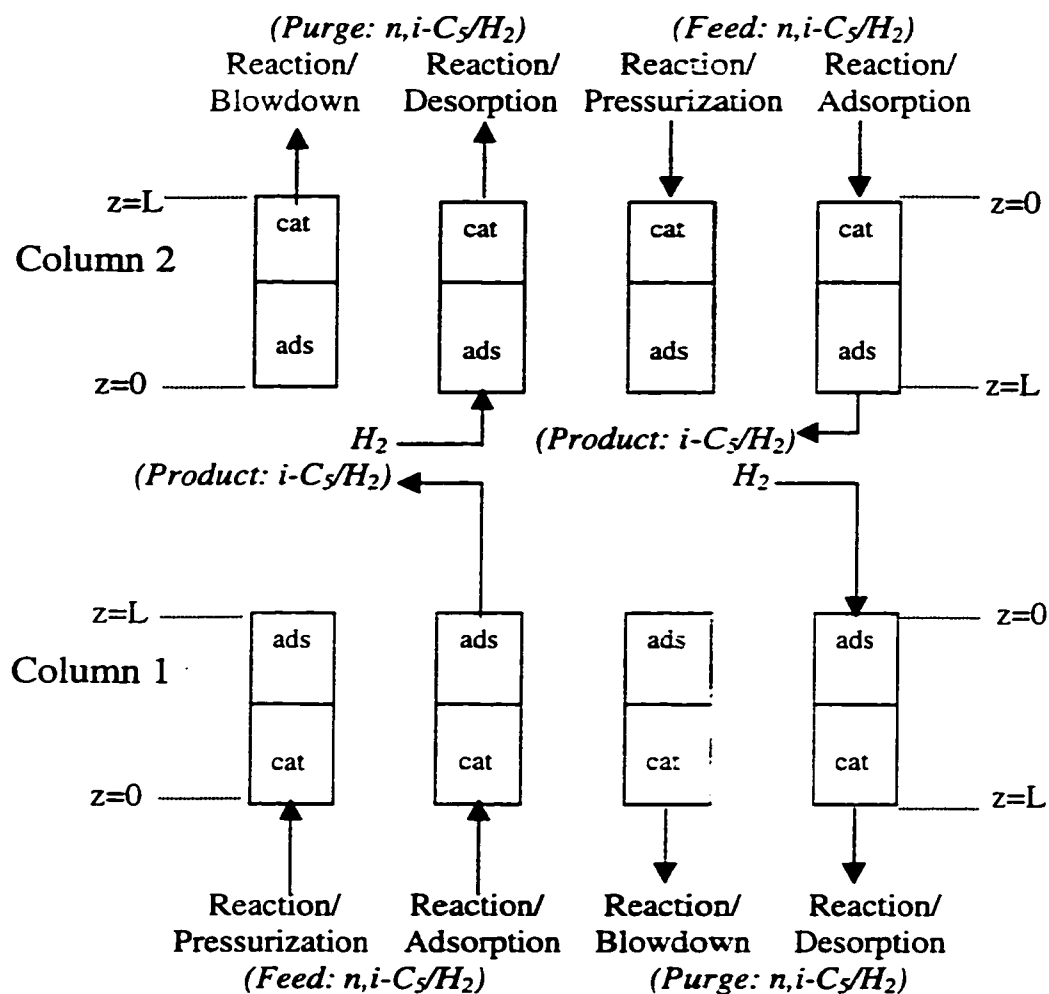 (Purge: n,i-C5/H2) (Feed: n,i-C5/H2)
Reaction/ Reaction/ Reaction/ Reaction/
Blowdown Desorption Pressurization Adsorption
z=L cat cat cat cat z=0
Column 2
ads ads ads ads
z=0 z=L
H2 (Product: i-C5/H2)
(Product: i-C5/H2) H2
z=L ads ads ads ads z=0
Column 1
cat cat cat cat
z=0 z=L
Reaction/ Reaction/ Reaction/ Reaction/
Pressurization Adsorption Blowdown Desorption
(Feed: n,i-C5/H2) (Purge: n,i-C5/H2)